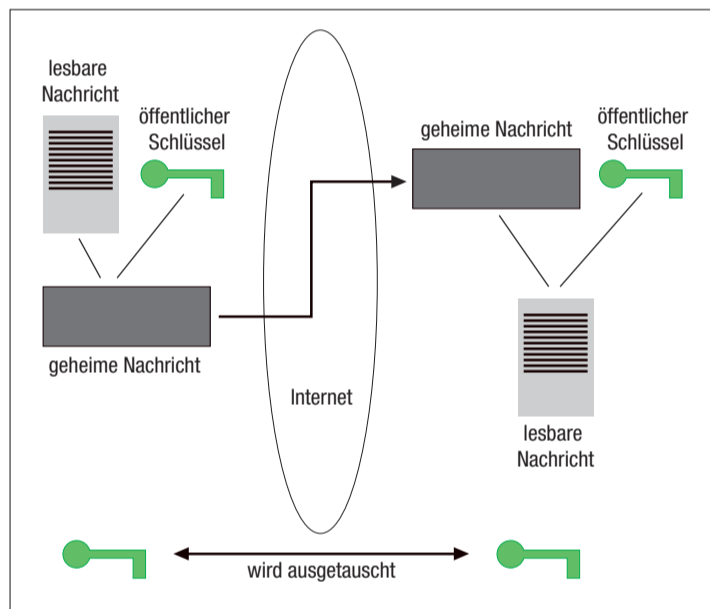 lesbare
Nachricht
öffentlicher
Schlüssel
geheime Nachricht
Internet
geheime Nachricht
öffentlicher
Schlüssel
lesbare
Nachricht
wird ausgetauscht